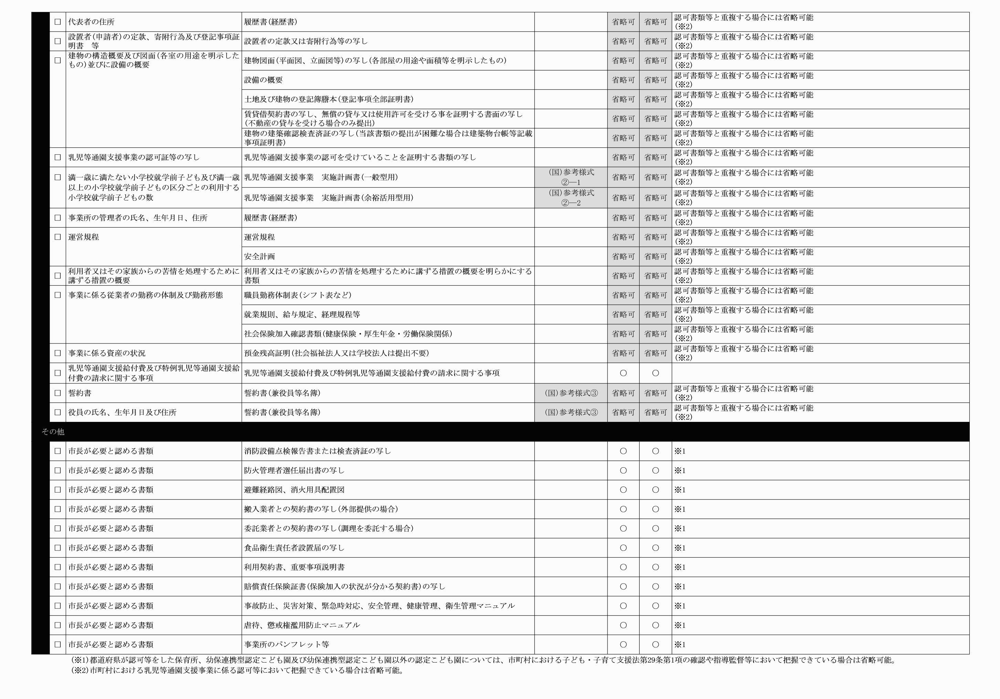 □ 代表者の住所 履歴書(経歴書) 省略可 省略可 認可書類等と重複する場合には省略可能
(※2)
□ 設置者(申請者)の定款、寄附行為及び登記事項証
明書　等 設置者の定款又は寄附行為等の写し 省略可 省略可 認可書類等と重複する場合には省略可能
(※2)
□ 建物の構造概要及び図面(各室の用途を明示した
もの)並びに設備の概要 建物図面(平面図、立面図等)の写し(各部屋の用途や面積等を明示したもの) 省略可 省略可 認可書類等と重複する場合には省略可能
(※2)
設備の概要 省略可 省略可 認可書類等と重複する場合には省略可能
(※2)
土地及び建物の登記簿謄本(登記事項全部証明書) 省略可 省略可 認可書類等と重複する場合には省略可能
(※2)
賃貸借契約書の写し、無償の貸与又は使用許可を受ける事を証明する書面の写し
(不動産の貸与を受ける場合のみ提出) 省略可 省略可 認可書類等と重複する場合には省略可能
(※2)
建物の建築確認検査済証の写し(当該書類の提出が困難な場合は建築物台帳等記載
事項証明書) 省略可 省略可 認可書類等と重複する場合には省略可能
(※2)
□ 乳児等通園支援事業の認可証等の写し 乳児等通園支援事業の認可を受けていることを証明する書類の写し 省略可 省略可 認可書類等と重複する場合には省略可能
(※2)
□ 満一歳に満たない小学校就学前子ども及び満一歳
以上の小学校就学前子どもの区分ごとの利用する
小学校就学前子どもの数 乳児等通園支援事業　実施計画書(一般型用) (国)参考様式
②―1 省略可 省略可 認可書類等と重複する場合には省略可能
(※2)
乳児等通園支援事業　実施計画書(余裕活用型用) (国)参考様式
②―2 省略可 省略可 認可書類等と重複する場合には省略可能
(※2)
□ 事業所の管理者の氏名、生年月日、住所 履歴書(経歴書) 省略可 省略可 認可書類等と重複する場合には省略可能
(※2)
□ 運営規程 運営規程 省略可 省略可 認可書類等と重複する場合には省略可能
(※2)
安全計画 省略可 省略可 認可書類等と重複する場合には省略可能
(※2)
□ 利用者又はその家族からの苦情を処理するために
講ずる措置の概要 利用者又はその家族からの苦情を処理するために講ずる措置の概要を明らかにする
書類 省略可 省略可 認可書類等と重複する場合には省略可能
(※2)
□ 事業に係る従業者の勤務の体制及び勤務形態 職員勤務体制表(シフト表など) 省略可 省略可 認可書類等と重複する場合には省略可能
(※2)
就業規則、給与規定、経理規程等 省略可 省略可 認可書類等と重複する場合には省略可能
(※2)
社会保険加入確認書類(健康保険・厚生年金・労働保険関係) 省略可 省略可 認可書類等と重複する場合には省略可能
(※2)
□ 事業に係る資産の状況 預金残高証明(社会福祉法人又は学校法人は提出不要) 省略可 省略可 認可書類等と重複する場合には省略可能
(※2)
□ 乳児等通園支援給付費及び特例乳児等通園支援給
付費の請求に関する事項 乳児等通園支援給付費及び特例乳児等通園支援給付費の請求に関する事項 ○ ○
□ 誓約書 誓約書(兼役員等名簿) (国)参考様式③ 省略可 省略可 認可書類等と重複する場合には省略可能
(※2)
□ 役員の氏名、生年月日及び住所 誓約書(兼役員等名簿) (国)参考様式③ 省略可 省略可 認可書類等と重複する場合には省略可能
(※2)
その他
□ 市長が必要と認める書類 消防設備点検報告書または検査済証の写し ○ ○ ※1
□ 市長が必要と認める書類 防火管理者選任届出書の写し ○ ○ ※1
□ 市長が必要と認める書類 避難経路図、消火用具配置図 ○ ○ ※1
□ 市長が必要と認める書類 搬入業者との契約書の写し(外部提供の場合) ○ ○ ※1
□ 市長が必要と認める書類 委託業者との契約書の写し(調理を委託する場合) ○ ○ ※1
□ 市長が必要と認める書類 食品衛生責任者設置届の写し ○ ○ ※1
□ 市長が必要と認める書類 利用契約書、重要事項説明書 ○ ○ ※1
□ 市長が必要と認める書類 賠償責任保険証書(保険加入の状況が分かる契約書)の写し ○ ○ ※1
□ 市長が必要と認める書類 事故防止、災害対策、緊急時対応、安全管理、健康管理、衛生管理マニュアル ○ ○ ※1
□ 市長が必要と認める書類 虐待、懲戒権濫用防止マニュアル ○ ○ ※1
□ 市長が必要と認める書類 事業所のパンフレット等 ○ ○ ※1
(※1)都道府県が認可等をした保育所、幼保連携型認定こども園及び幼保連携型認定こども園以外の認定こども園については、市町村における子ども・子育て支援法第29条第1項の確認や指導監督等において把握できている場合は省略可能。
(※2)市町村における乳児等通園支援事業に係る認可等において把握できている場合は省略可能。